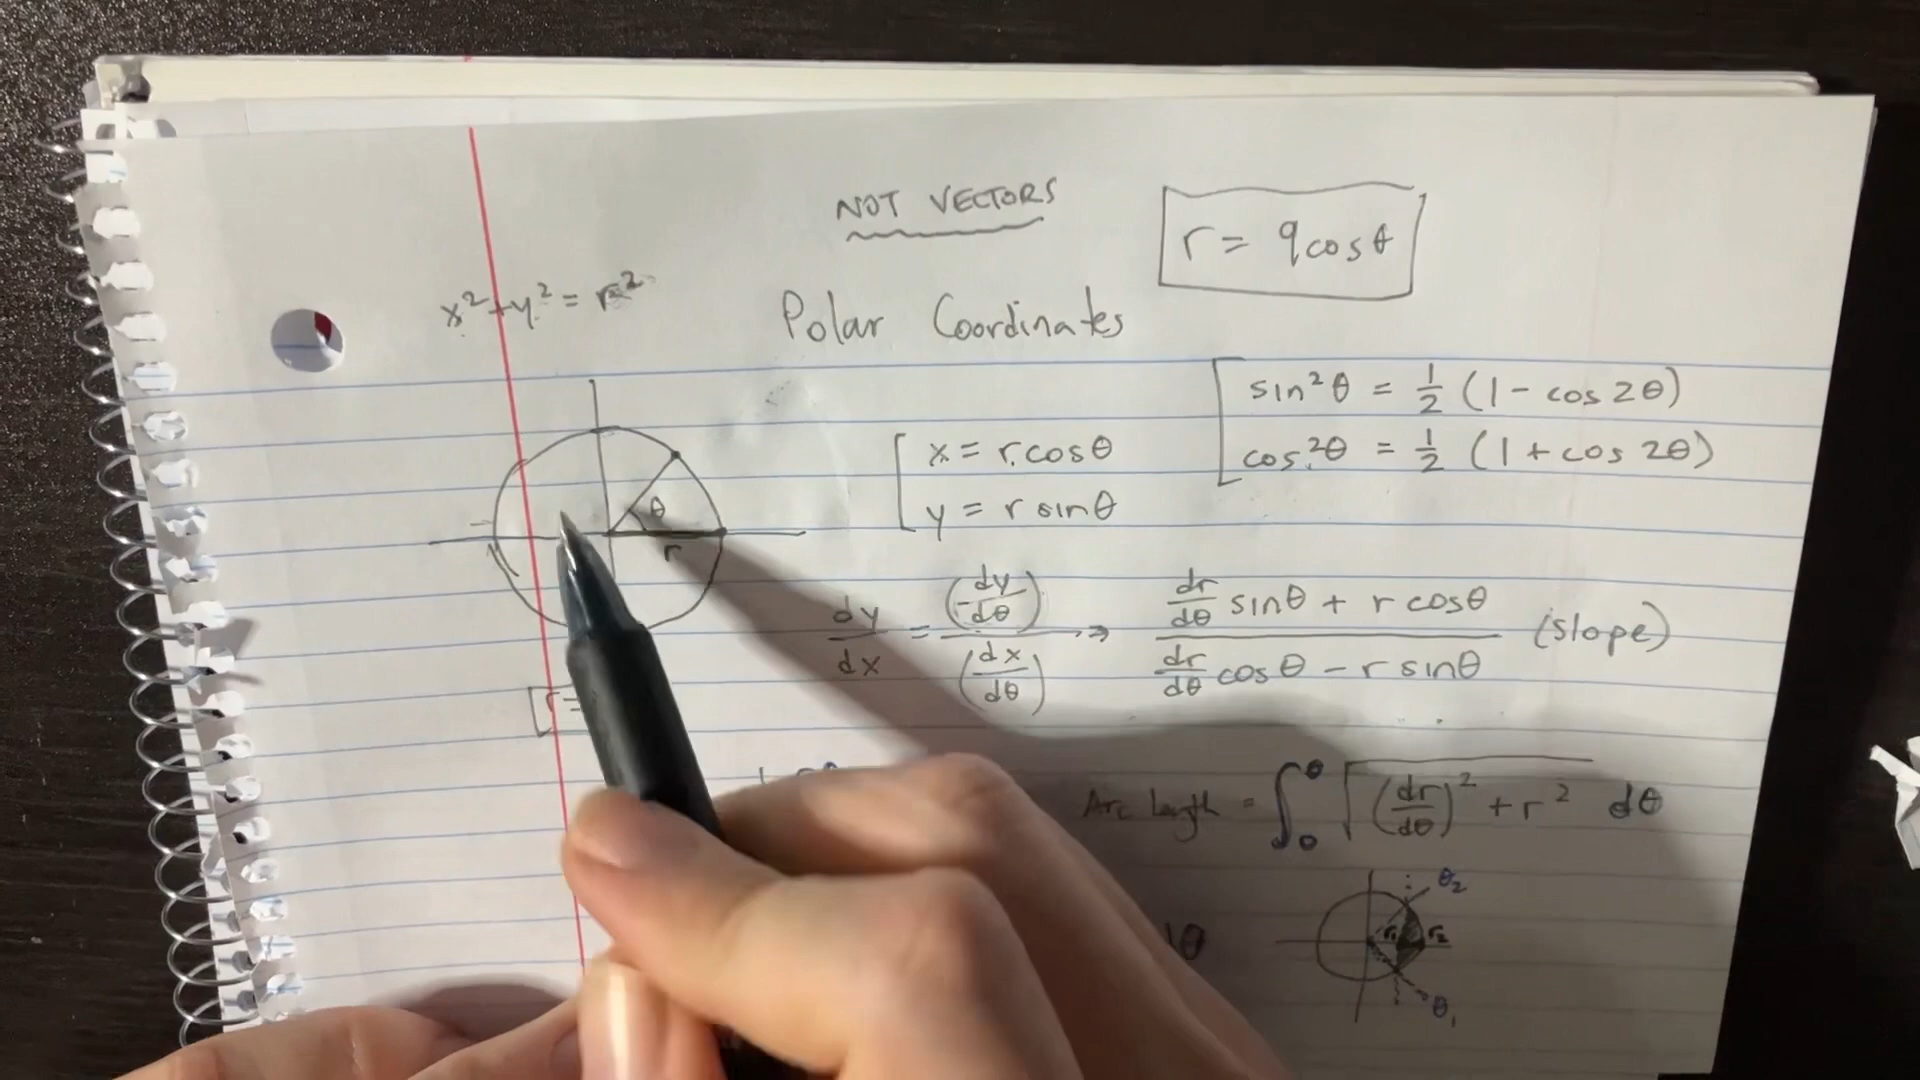 NOT VECTORS
r = 9cosθ
x² + y² = r²
Polar Coordinates
sin²θ = 1/2 (1 - cos 2θ)
cos²θ = 1/2 (1 + cos 2θ)
x = r cosθ
y = r sinθ
θ
r
dy/dx = (dy/dθ)/(dx/dθ) → (dr/dθ sinθ + r cosθ)/(dr/dθ cosθ - r sinθ) (slope)
r =
Arc length = ∫₀^θ √((dr/dθ)² + r²) dθ
dθ
θ₂
r₁ r₂
θ₁